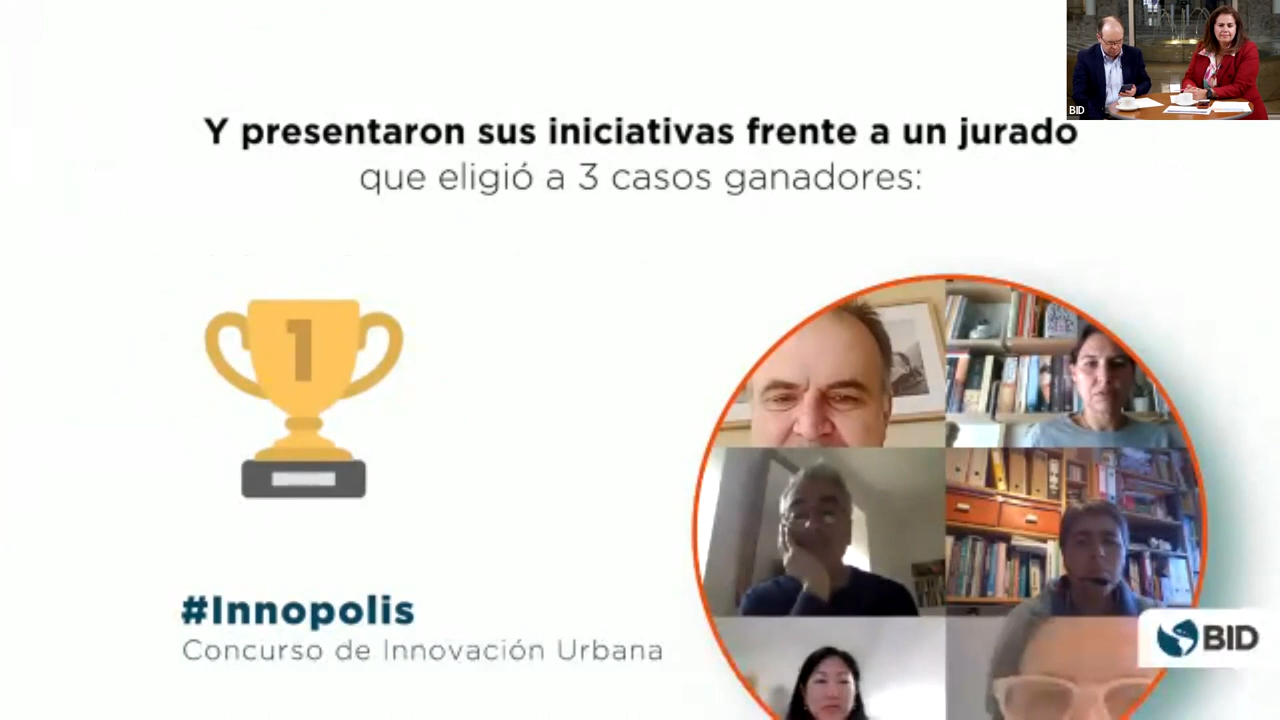 BID
Y presentaron sus iniciativas frente a un jurado
que eligió a 3 casos ganadores:
1
#Innopolis
Concurso de Innovación Urbana
BID